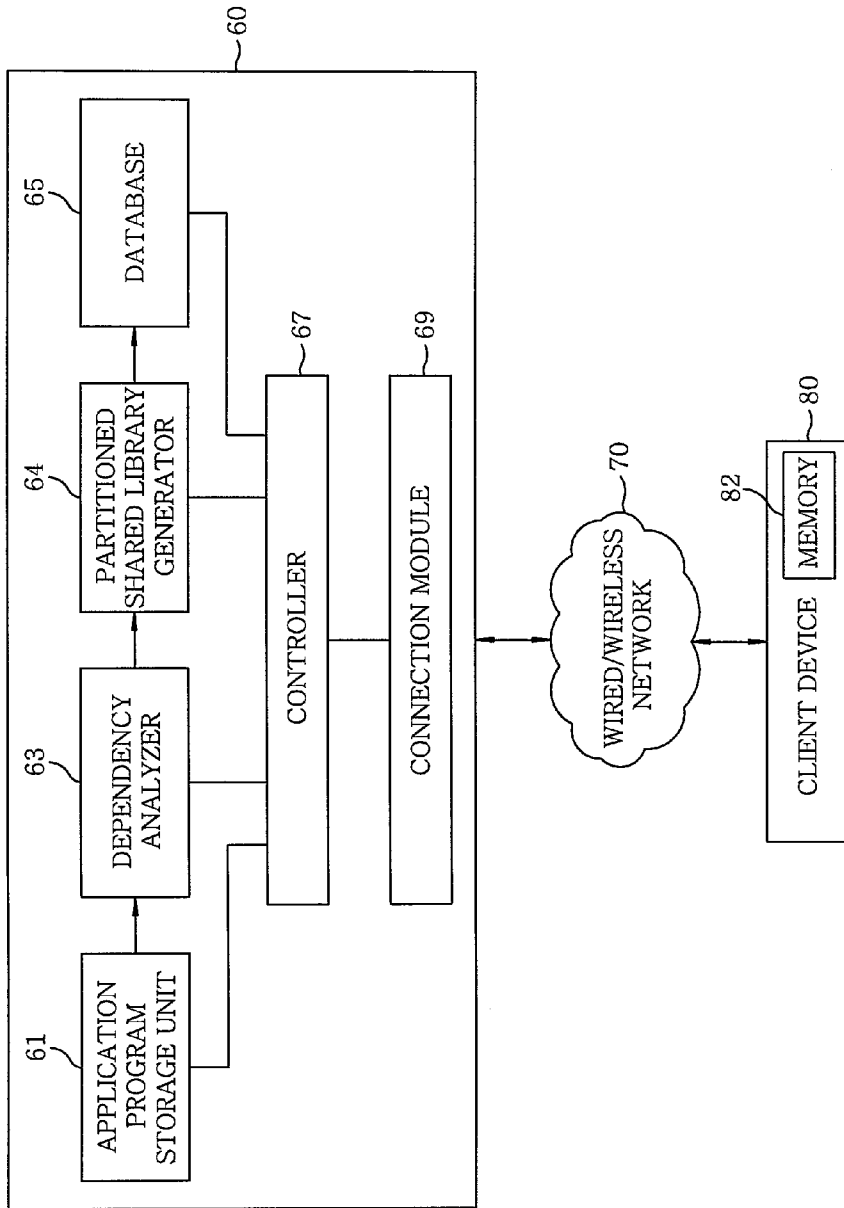 60
61
APPLICATION
PROGRAM
STORAGE UNIT
63
DEPENDENCY
ANALYZER
64
PARTITIONED
SHARED LIBRARY
GENERATOR
65
DATABASE
67
CONTROLLER
69
CONNECTION MODULE
70
WIRED/WIRELESS
NETWORK
80
CLIENT DEVICE
82
MEMORY